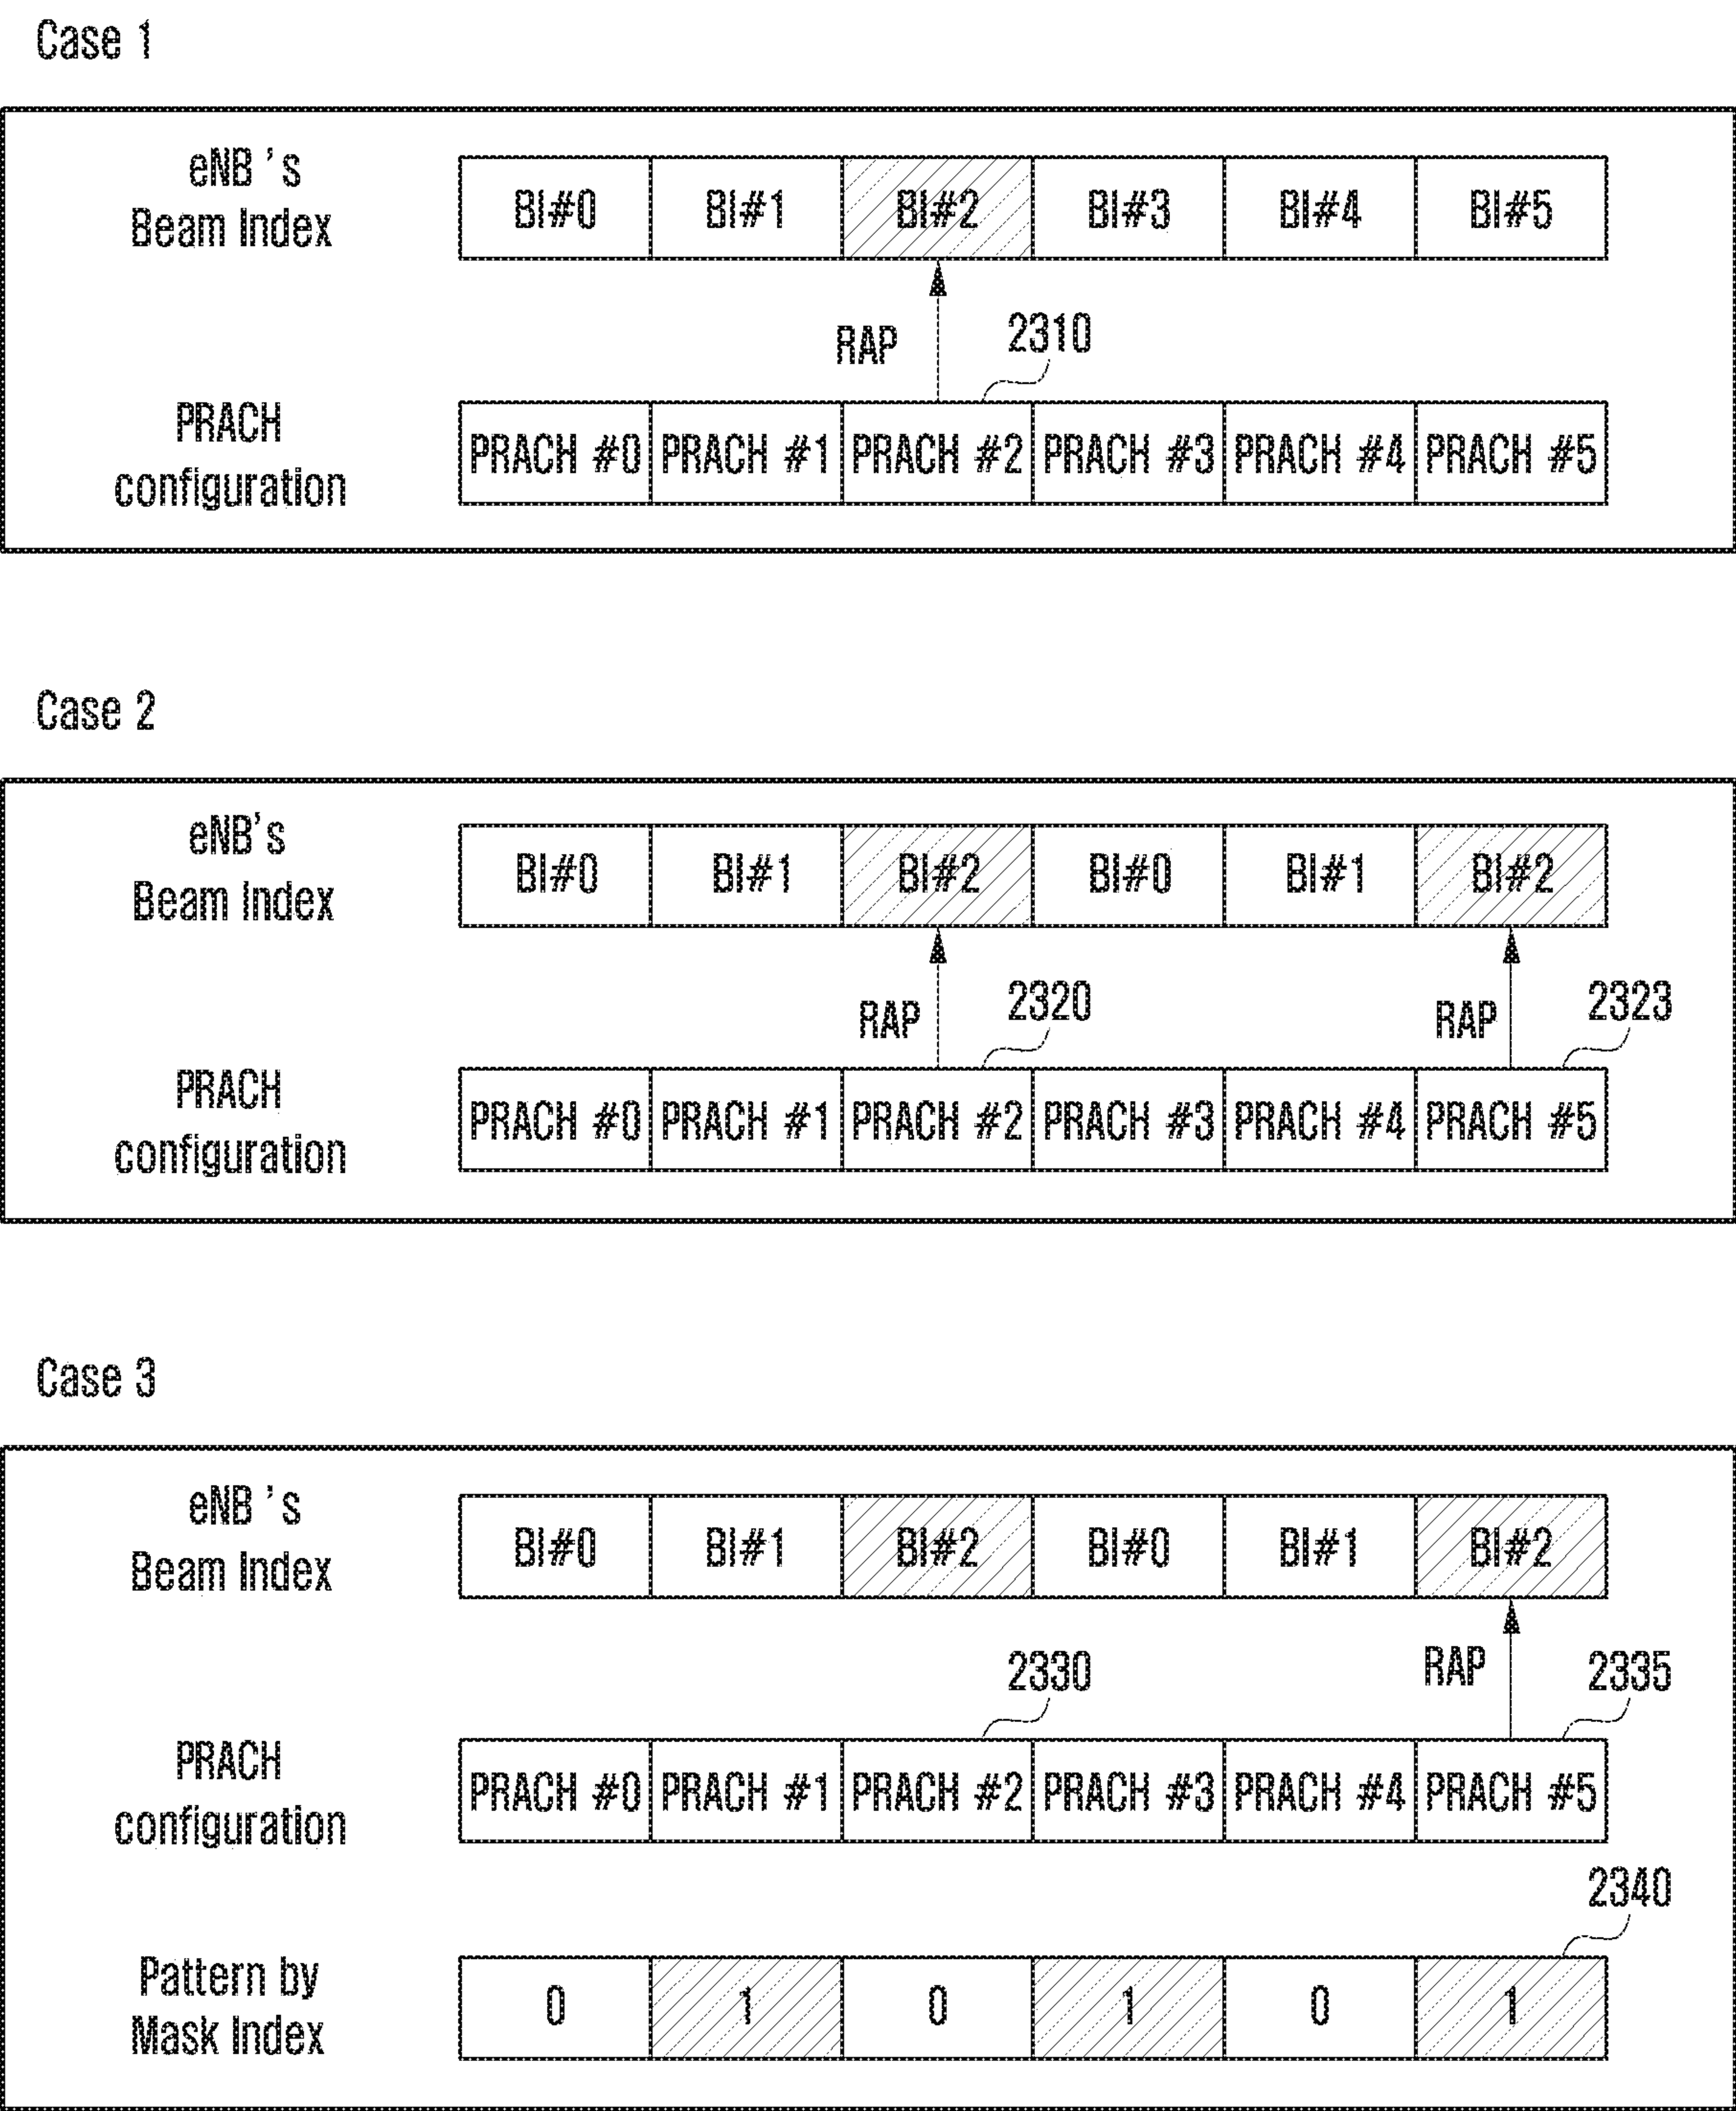 Case 1
eNB 's
Beam Index
BI#0 BI#1 BI#2 BI#3 BI#4 BI#5
RAP 2310
PRACH
configuration
PRACH #0 PRACH #1 PRACH #2 PRACH #3 PRACH #4 PRACH #5
Case 2
eNB's
Beam Index
BI#0 BI#1 BI#2 BI#0 BI#1 BI#2
RAP 2320 RAP 2323
PRACH
configuration
PRACH #0 PRACH #1 PRACH #2 PRACH #3 PRACH #4 PRACH #5
Case 3
eNB 's
Beam Index
BI#0 BI#1 BI#2 BI#0 BI#1 BI#2
2330 RAP 2335
PRACH
configuration
PRACH #0 PRACH #1 PRACH #2 PRACH #3 PRACH #4 PRACH #5
2340
Pattern by
Mask Index
0 1 0 1 0 1